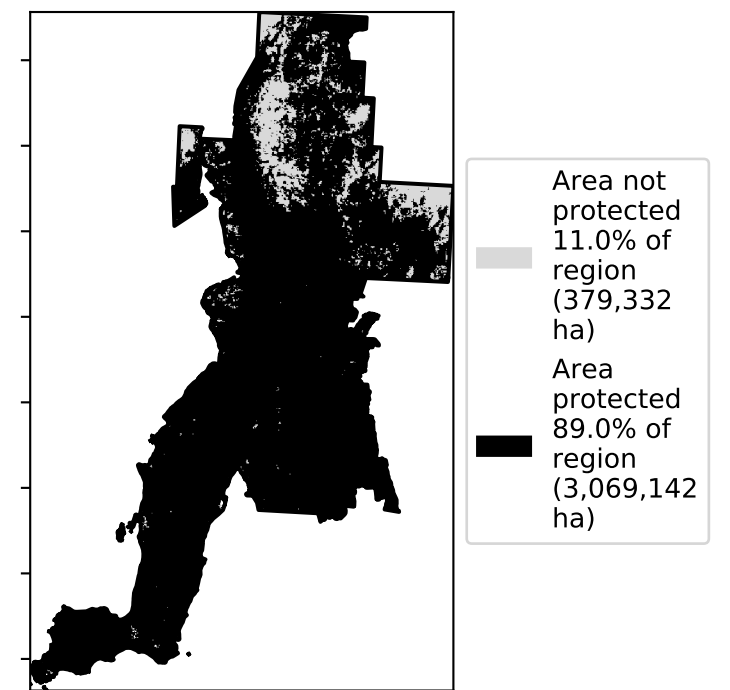 Area not
protected
11.0% of
region
(379,332
ha)
Area
protected
89.0% of
region
(3,069,142
ha)